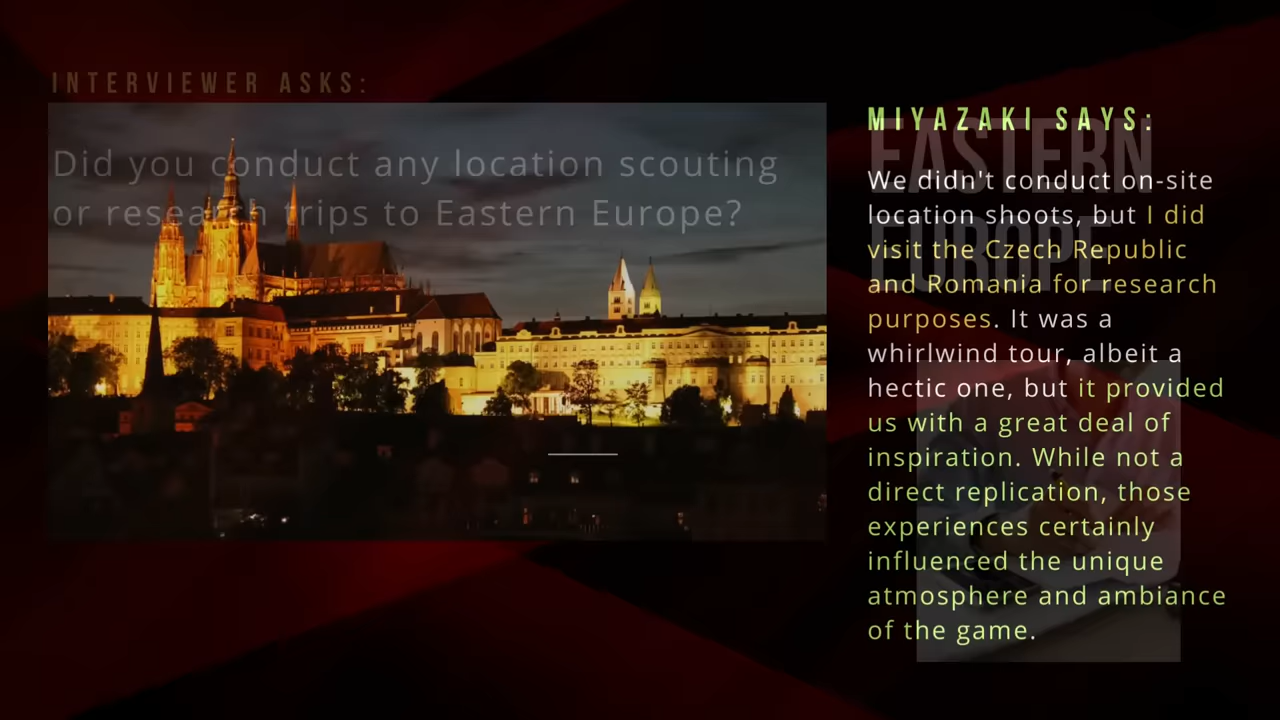 INTERVIEWER ASKS:
Did you conduct any location scouting
or research trips to Eastern Europe?
MIYAZAKI SAYS:
EASTERN
EUROPE
We didn't conduct on-site
location shoots, but I did
visit the Czech Republic
and Romania for research
purposes. It was a
whirlwind tour, albeit a
hectic one, but it provided
us with a great deal of
inspiration. While not a
direct replication, those
experiences certainly
influenced the unique
atmosphere and ambiance
of the game.